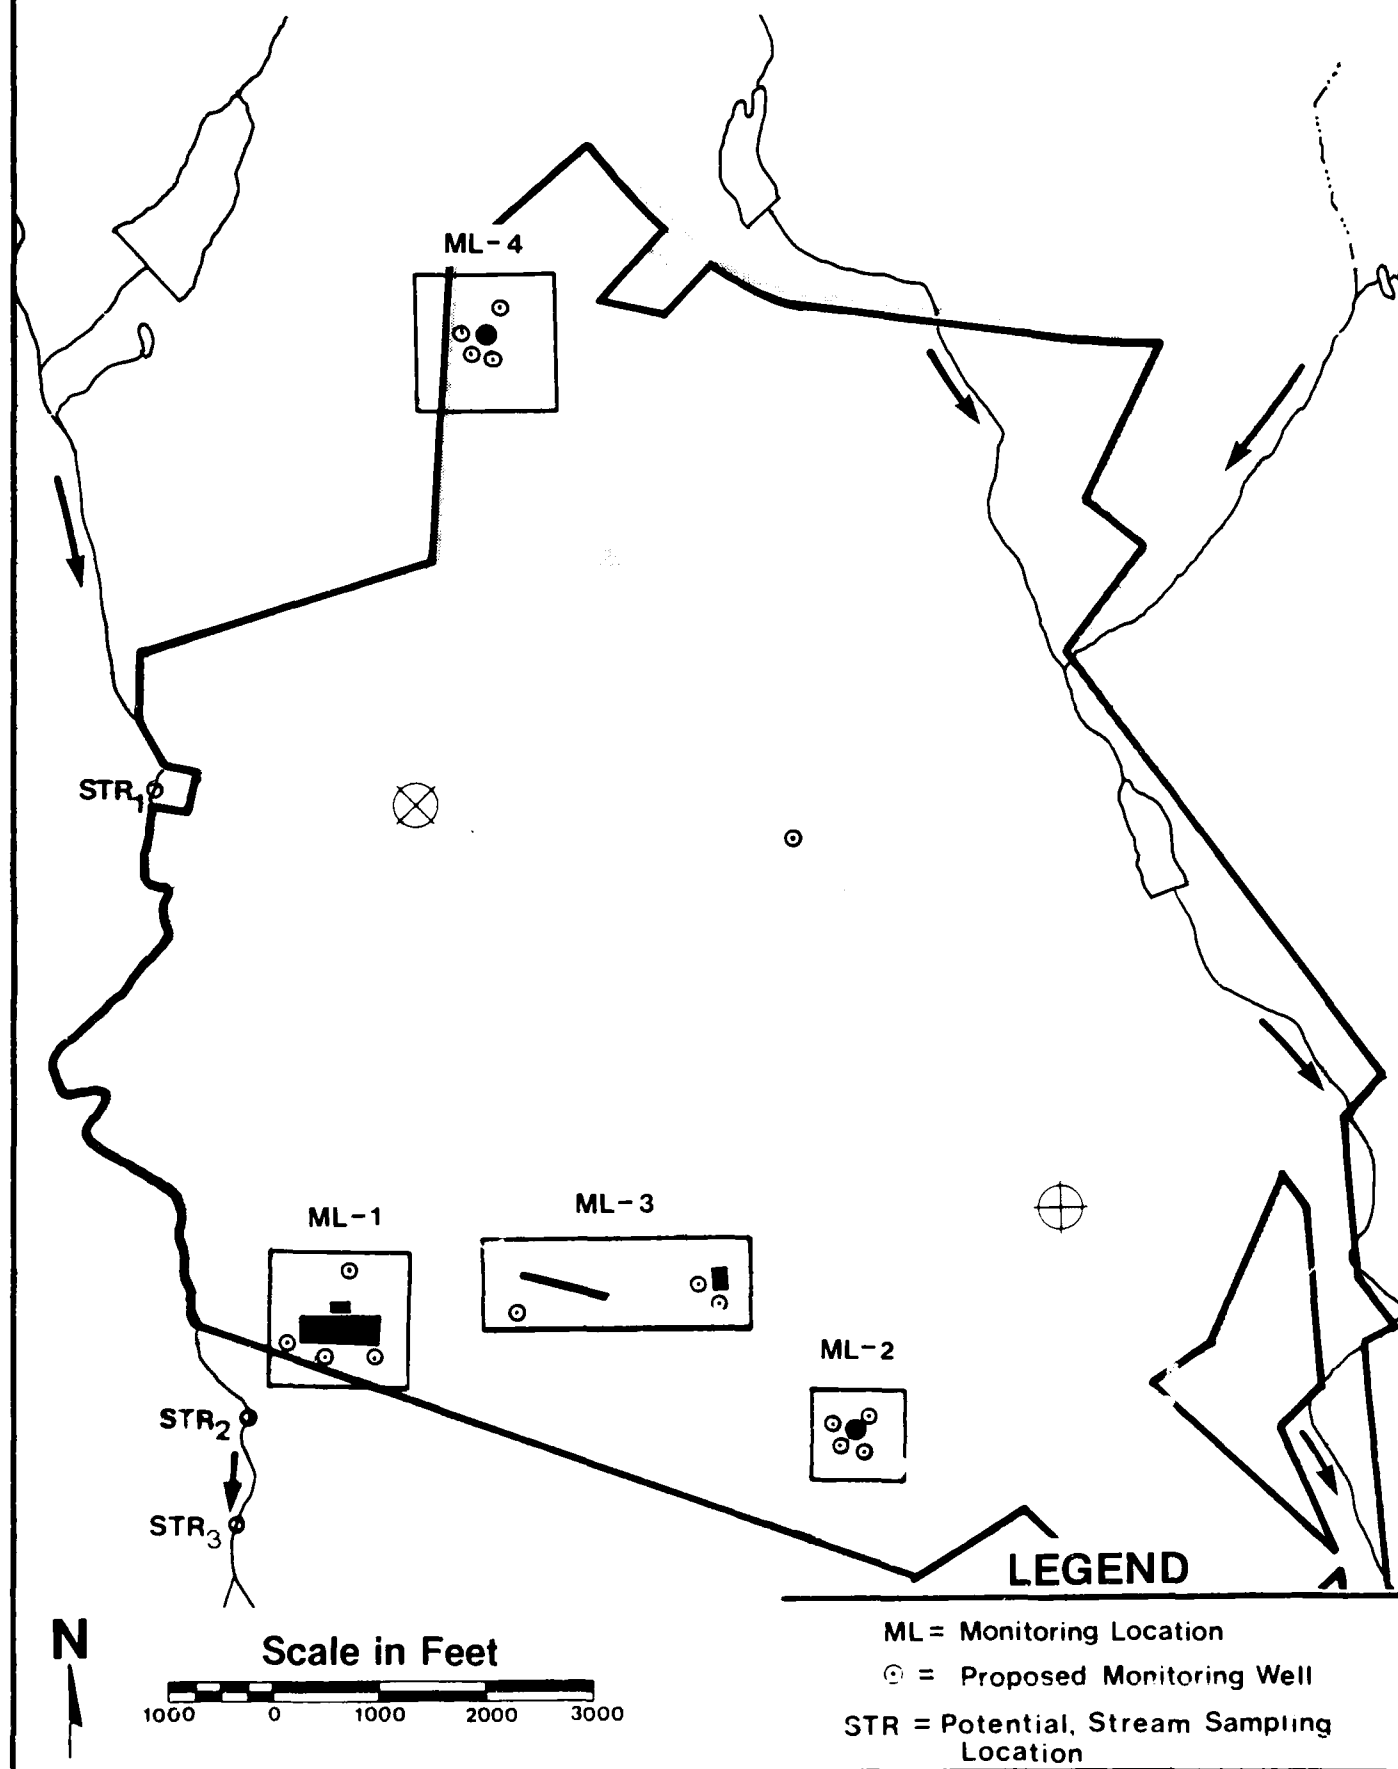 ML-4
STR1
ML-3
ML-1
ML-2
STR2
STR3
LEGEND
ML = Monitoring Location
⊙ = Proposed Monitoring Well
STR = Potential, Stream Sampling
Location
N
Scale in Feet
1000 0 1000 2000 3000